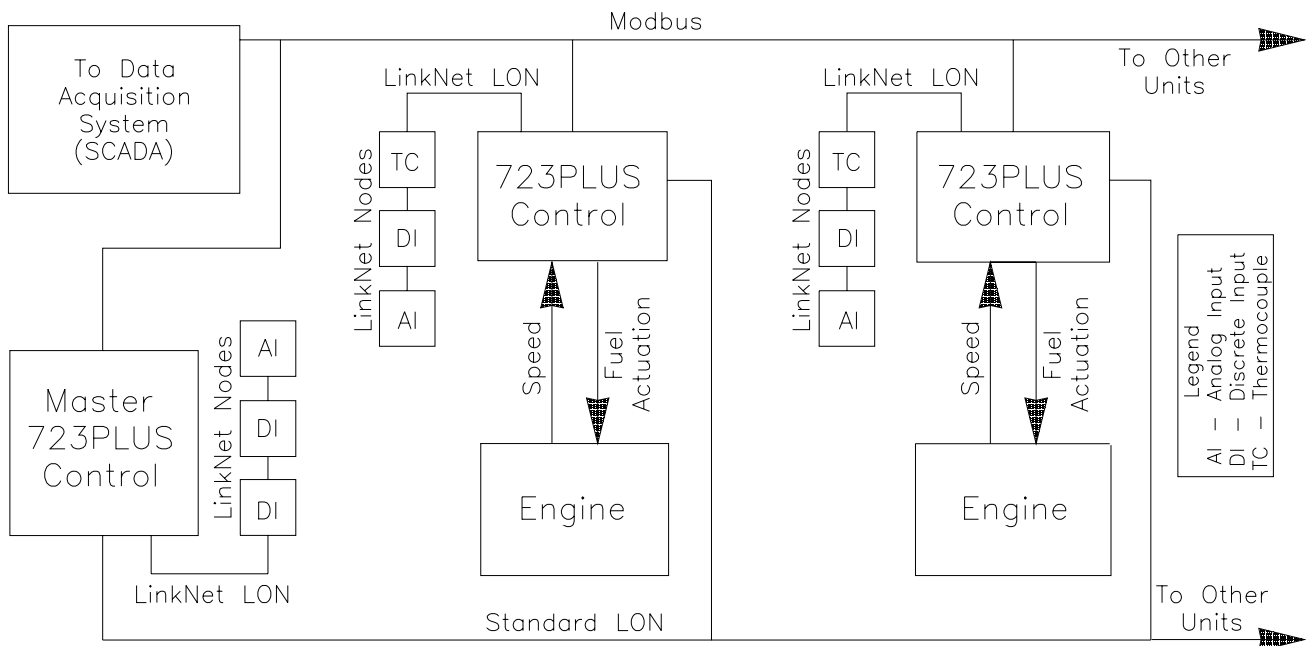 Modbus
To Data
Acquisition
System
(SCADA)
To Other
Units
LinkNet LON
LinkNet Nodes
TC
DI
AI
723PLUS
Control
Speed
Fuel
Actuation
Engine
LinkNet LON
LinkNet Nodes
TC
DI
AI
723PLUS
Control
Speed
Fuel
Actuation
Engine
Legend
AI – Analog Input
DI – Discrete Input
TC – Thermocouple
Master
723PLUS
Control
LinkNet Nodes
AI
DI
DI
LinkNet LON
Standard LON
To Other
Units